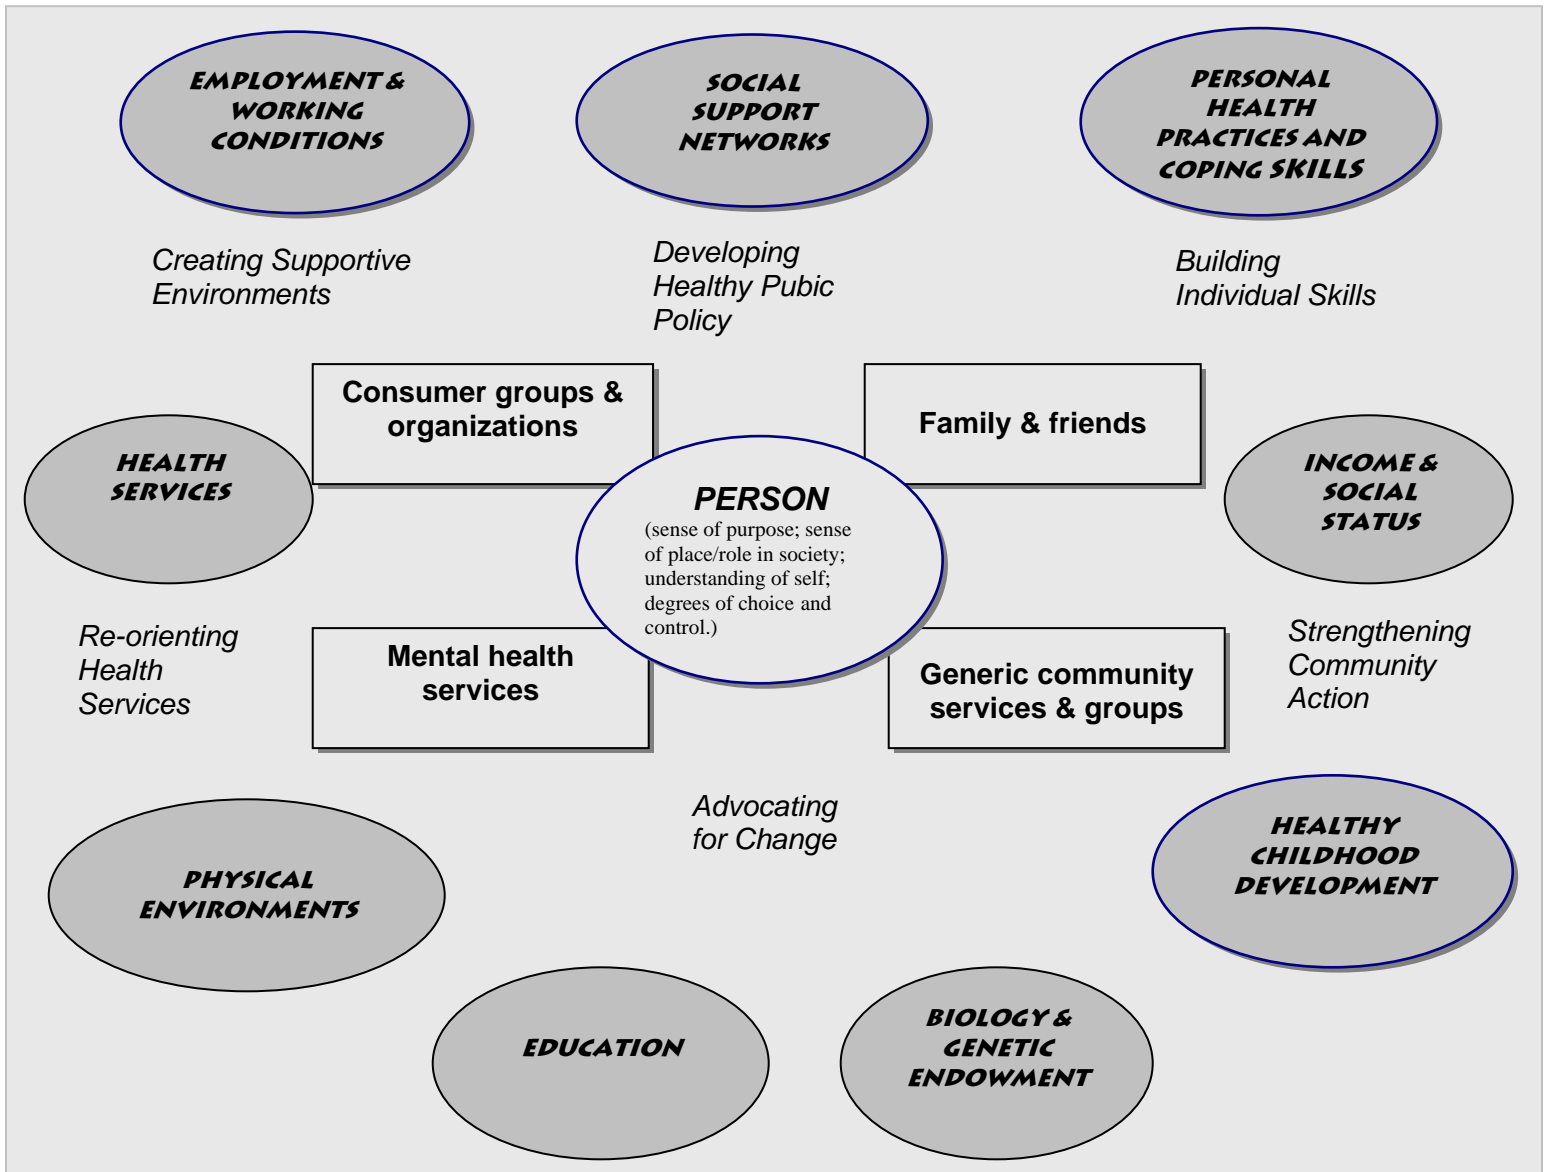 EMPLOYMENT &
WORKING
CONDITIONS
SOCIAL
SUPPORT
NETWORKS
PERSONAL
HEALTH
PRACTICES AND
COPING SKILLS
Creating Supportive
Environments
Developing
Healthy Pubic
Policy
Building
Individual Skills
Consumer groups &
organizations
Family & friends
HEALTH
SERVICES
PERSON
(sense of purpose; sense
of place/role in society;
understanding of self;
degrees of choice and
control.)
INCOME &
SOCIAL
STATUS
Re-orienting
Health
Services
Mental health
services
Generic community
services & groups
Strengthening
Community
Action
Advocating
for Change
PHYSICAL
ENVIRONMENTS
HEALTHY
CHILDHOOD
DEVELOPMENT
EDUCATION
BIOLOGY &
GENETIC
ENDOWMENT